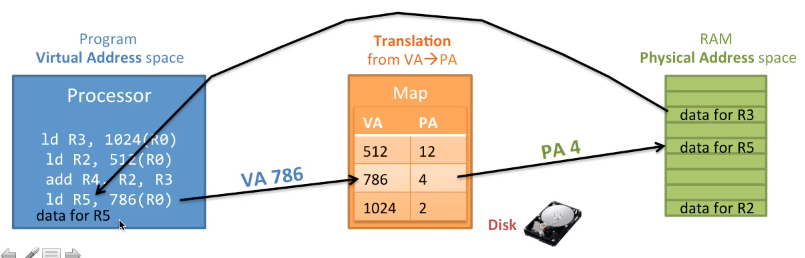 Program
Virtual Address space
Processor
ld R3, 1024(R0)
ld R2, 512(R0)
add R4, R2, R3
ld R5, 786(R0)
data for R5
VA 786
Translation
from VA→PA
Map
VA PA
512 12
786 4
1024 2
Disk
PA 4
RAM
Physical Address space
data for R3
data for R5
data for R2